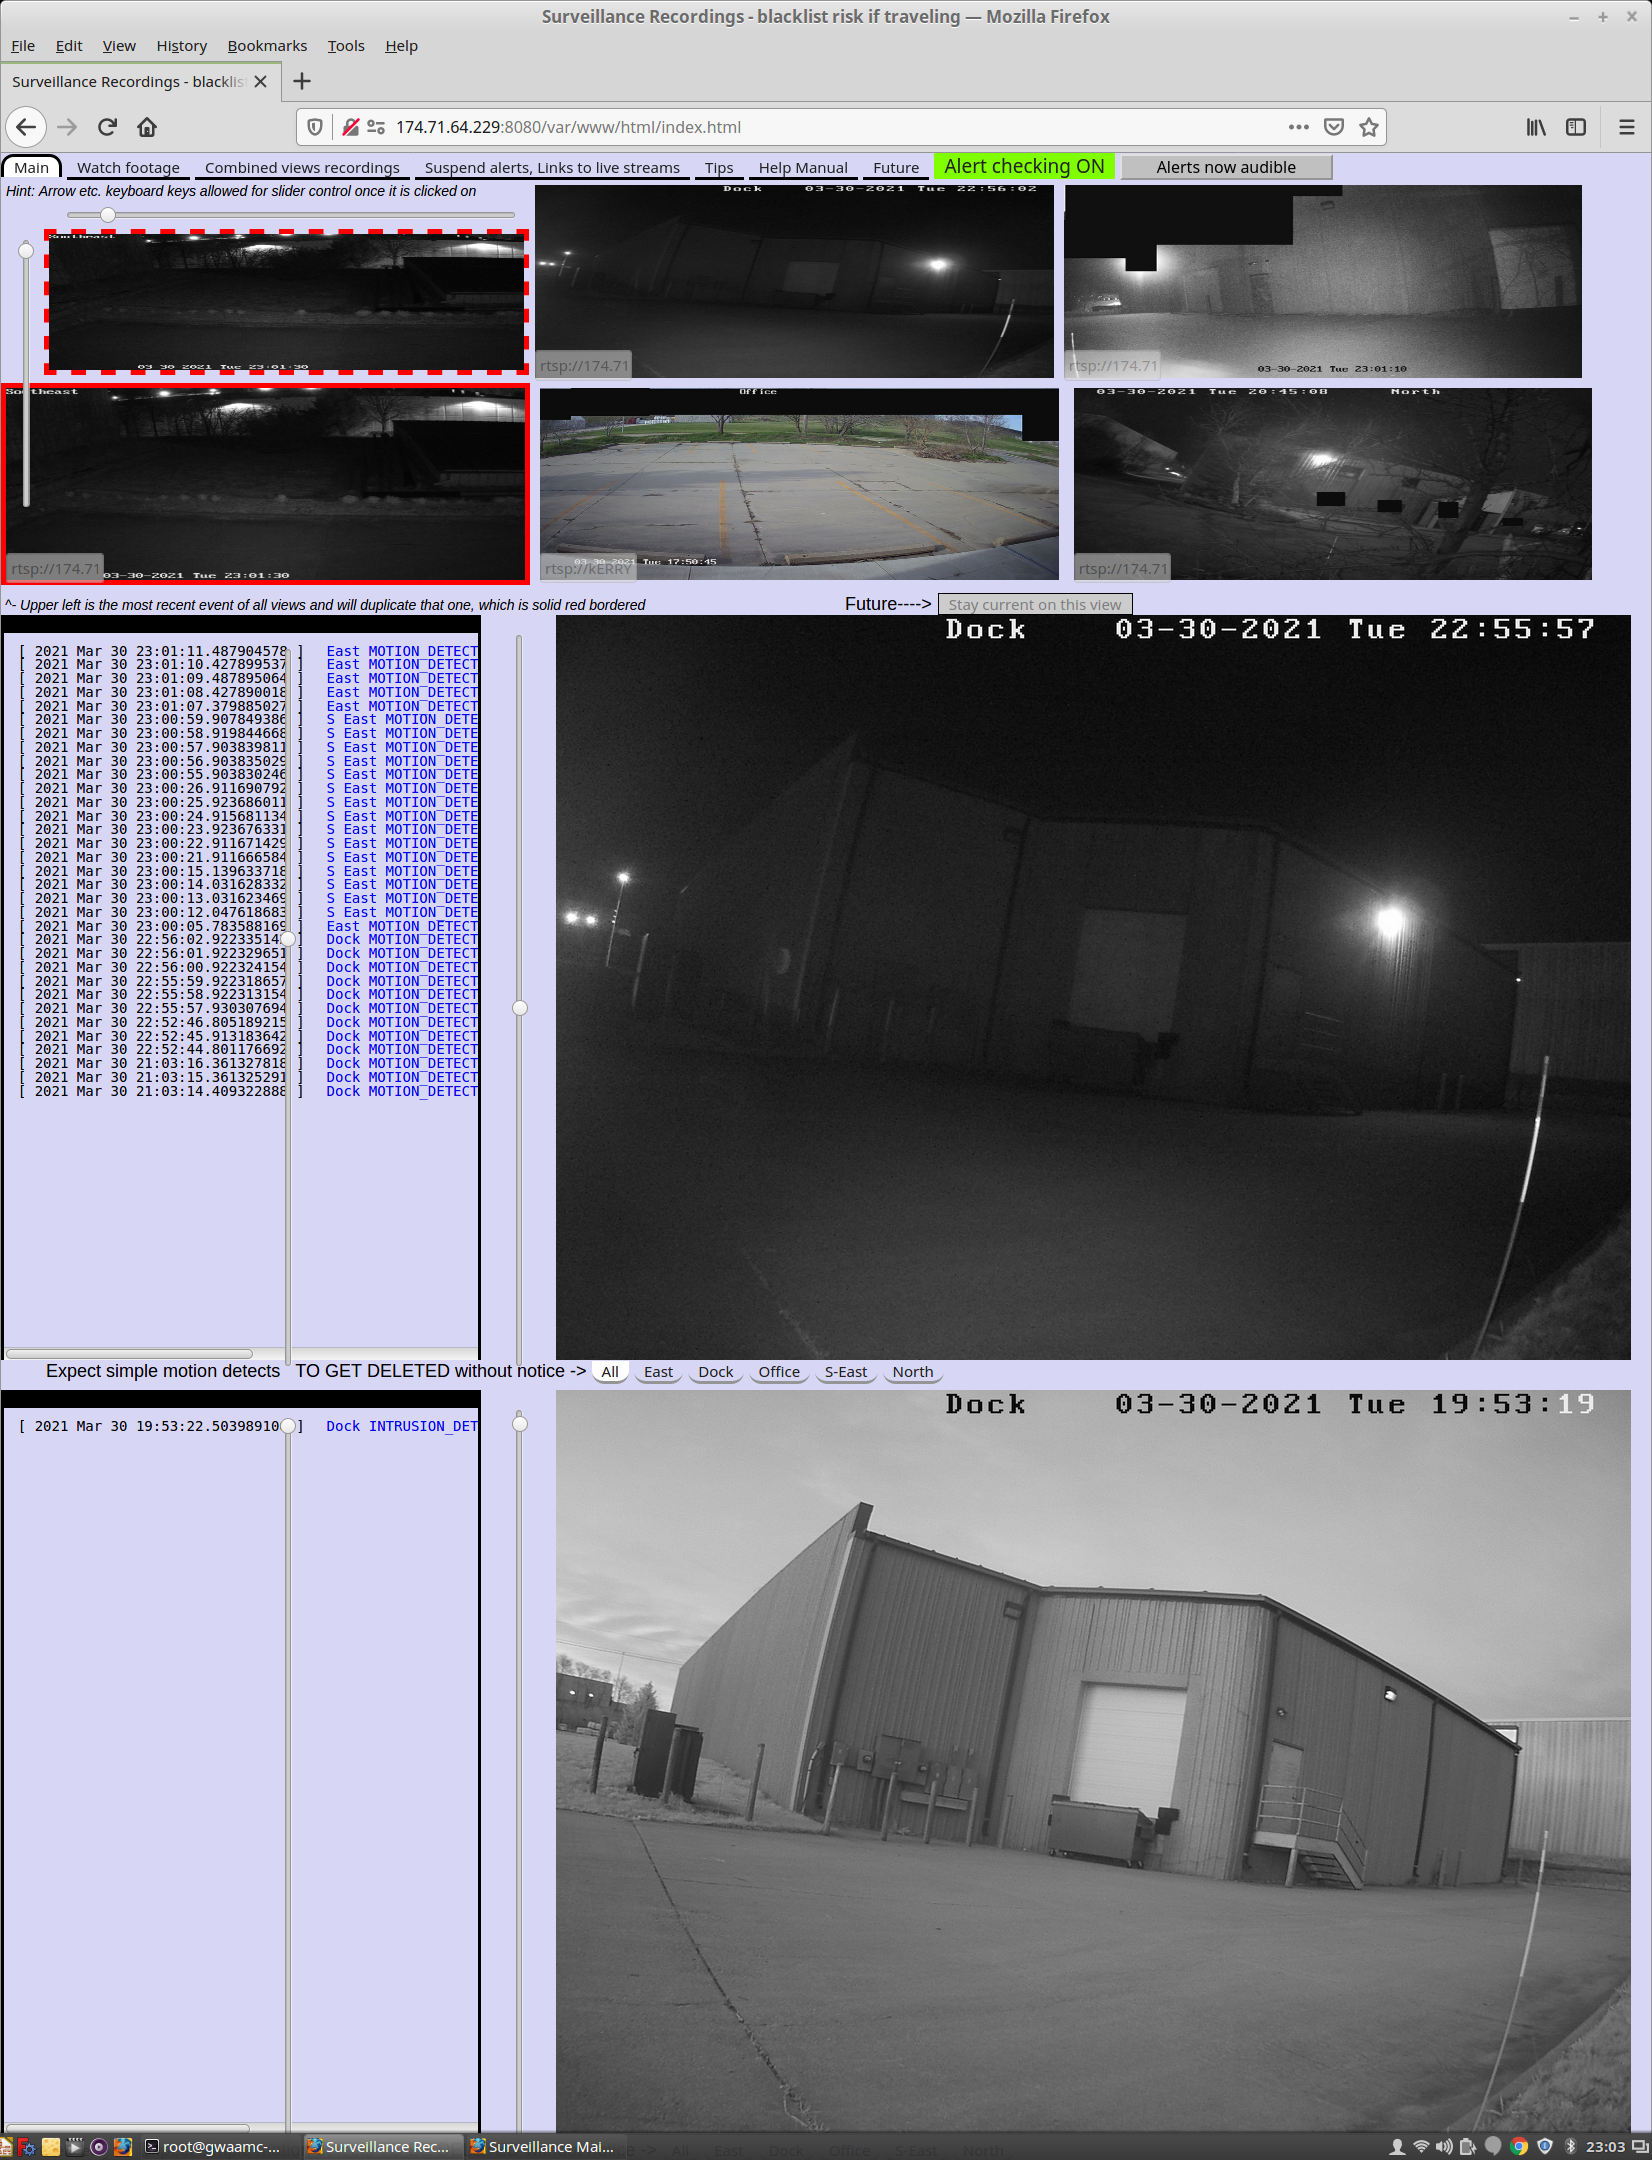 Surveillance Recordings - blacklist risk if traveling — Mozilla Firefox
File Edit View History Bookmarks Tools Help
Surveillance Recordings - blacklis
174.71.64.229:8080/var/www/html/index.html
Main Watch footage Combined views recordings Suspend alerts, Links to live streams Tips Help Manual Future Alert checking ON Alerts now audible
Hint: Arrow etc. keyboard keys allowed for slider control once it is clicked on
Southeast
03-30-2021 Tue 23:01:30
Dock 03-30-2021 Tue 22:56:02
rtsp://174.71
rtsp://174.71
03-30-2021 Tue 23:01:10
Southeast
rtsp://174.71
03-30-2021 Tue 23:01:30
Office
rtsp://kERRY
03-30-2021 Tue 17:50:45
03-30-2021 Tue 20:45:08 North
rtsp://174.71
^- Upper left is the most recent event of all views and will duplicate that one, which is solid red bordered
Future----> Stay current on this view
[ 2021 Mar 30 23:01:11.487904578 ] East MOTION_DETECT
[ 2021 Mar 30 23:01:10.427899537 ] East MOTION_DETECT
[ 2021 Mar 30 23:01:09.487895064 ] East MOTION_DETECT
[ 2021 Mar 30 23:01:08.427890018 ] East MOTION_DETECT
[ 2021 Mar 30 23:01:07.379885027 ] East MOTION_DETECT
[ 2021 Mar 30 23:00:59.907849386 ] S East MOTION_DETE
[ 2021 Mar 30 23:00:58.919844668 ] S East MOTION_DETE
[ 2021 Mar 30 23:00:57.903839811 ] S East MOTION_DETE
[ 2021 Mar 30 23:00:56.903835029 ] S East MOTION_DETE
[ 2021 Mar 30 23:00:55.903830246 ] S East MOTION_DETE
[ 2021 Mar 30 23:00:26.911690792 ] S East MOTION_DETE
[ 2021 Mar 30 23:00:25.923686011 ] S East MOTION_DETE
[ 2021 Mar 30 23:00:24.915681134 ] S East MOTION_DETE
[ 2021 Mar 30 23:00:23.923676331 ] S East MOTION_DETE
[ 2021 Mar 30 23:00:22.911671429 ] S East MOTION_DETE
[ 2021 Mar 30 23:00:21.911666584 ] S East MOTION_DETE
[ 2021 Mar 30 23:00:15.139633718 ] S East MOTION_DETE
[ 2021 Mar 30 23:00:14.031628332 ] S East MOTION_DETE
[ 2021 Mar 30 23:00:13.031623469 ] S East MOTION_DETE
[ 2021 Mar 30 23:00:12.047618683 ] S East MOTION_DETE
[ 2021 Mar 30 23:00:05.783588169 ] East MOTION_DETECT
[ 2021 Mar 30 22:56:02.92233514 ] Dock MOTION_DETECT
[ 2021 Mar 30 22:56:01.922329651 ] Dock MOTION_DETECT
[ 2021 Mar 30 22:56:00.922324154 ] Dock MOTION_DETECT
[ 2021 Mar 30 22:55:59.922318657 ] Dock MOTION_DETECT
[ 2021 Mar 30 22:55:58.922313154 ] Dock MOTION_DETECT
[ 2021 Mar 30 22:55:57.930307694 ] Dock MOTION_DETECT
[ 2021 Mar 30 22:52:46.805189215 ] Dock MOTION_DETECT
[ 2021 Mar 30 22:52:45.913183642 ] Dock MOTION_DETECT
[ 2021 Mar 30 22:52:44.801176692 ] Dock MOTION_DETECT
[ 2021 Mar 30 21:03:16.361327818 ] Dock MOTION_DETECT
[ 2021 Mar 30 21:03:15.361325291 ] Dock MOTION_DETECT
[ 2021 Mar 30 21:03:14.409322888 ] Dock MOTION_DETECT
Dock 03-30-2021 Tue 22:55:57
Expect simple motion detects TO GET DELETED without notice -> All East Dock Office S-East North
[ 2021 Mar 30 19:53:22.50398910 ] Dock INTRUSION_DET
Dock 03-30-2021 Tue 19:53:19
root@gwaamc-... Surveillance Rec... Surveillance Mai... 23:03